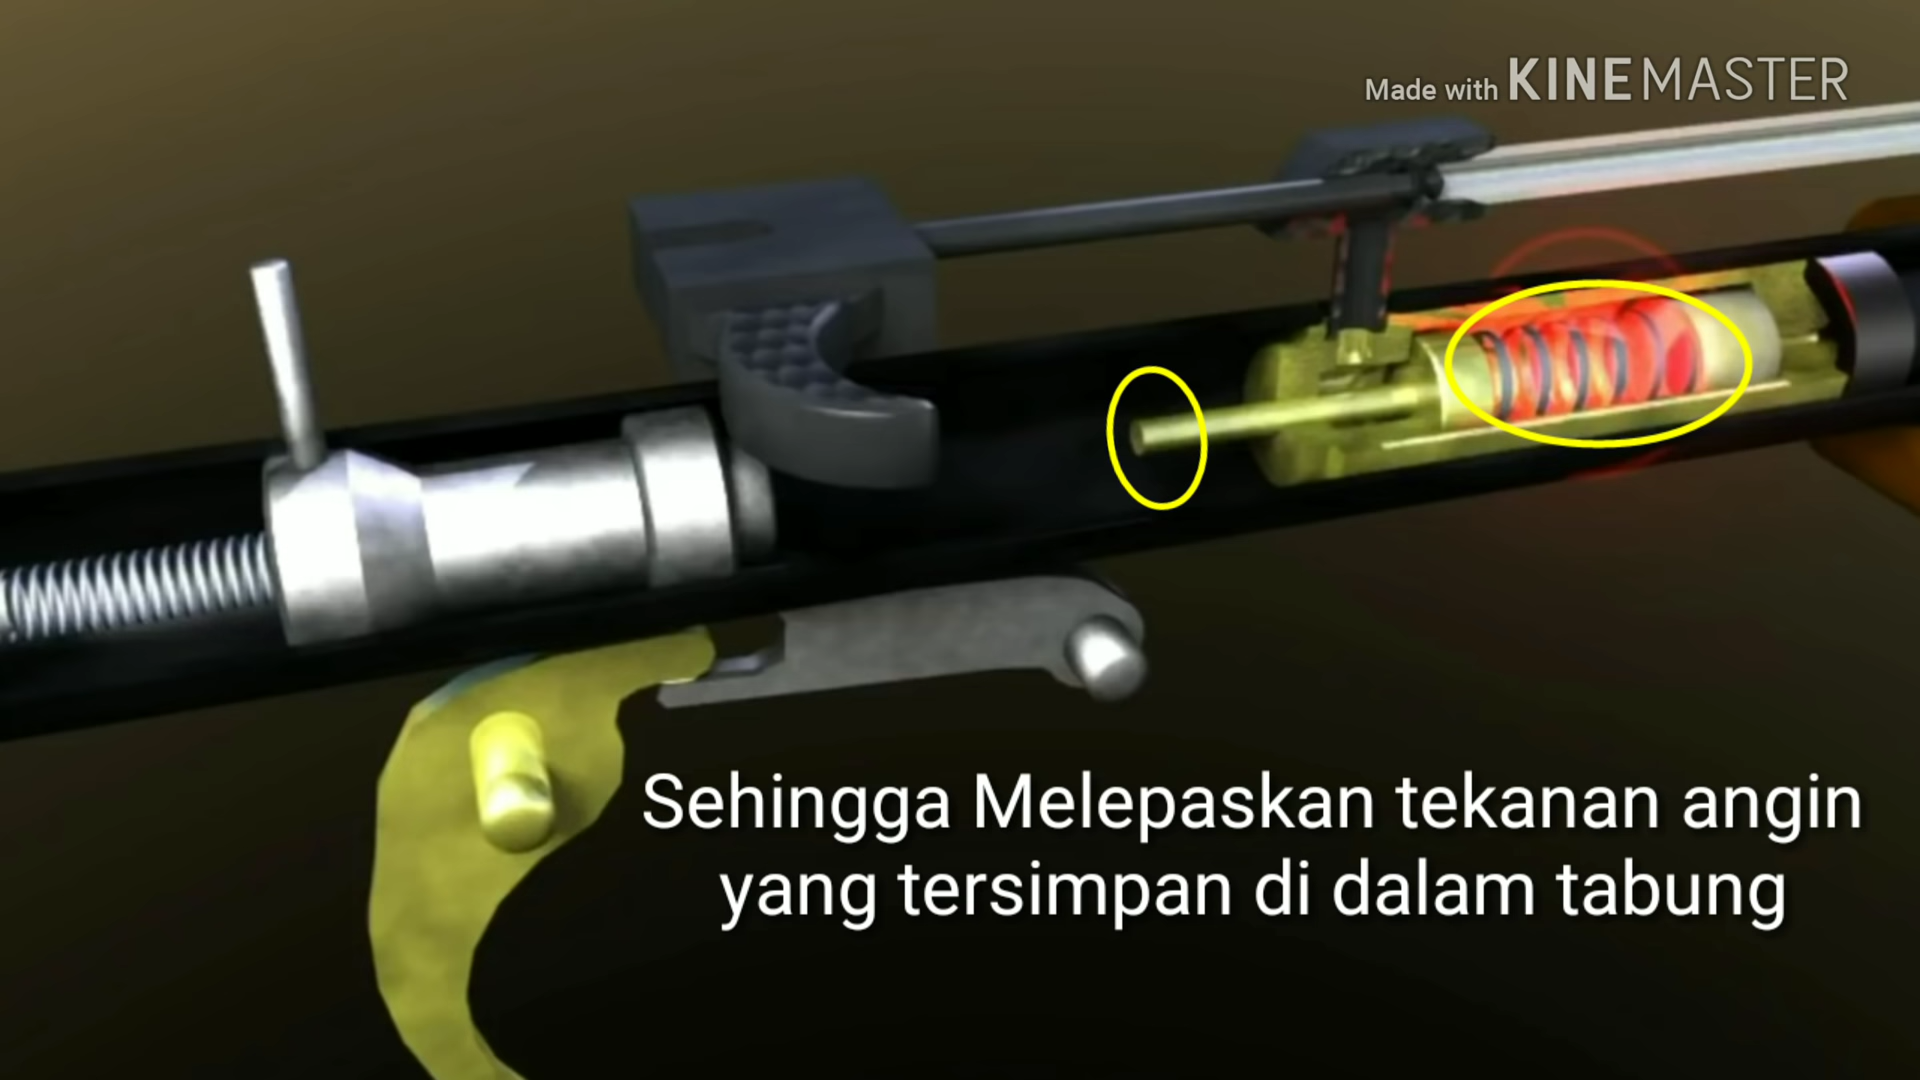 Made with KINEMASTER
Sehingga Melepaskan tekanan angin
yang tersimpan di dalam tabung